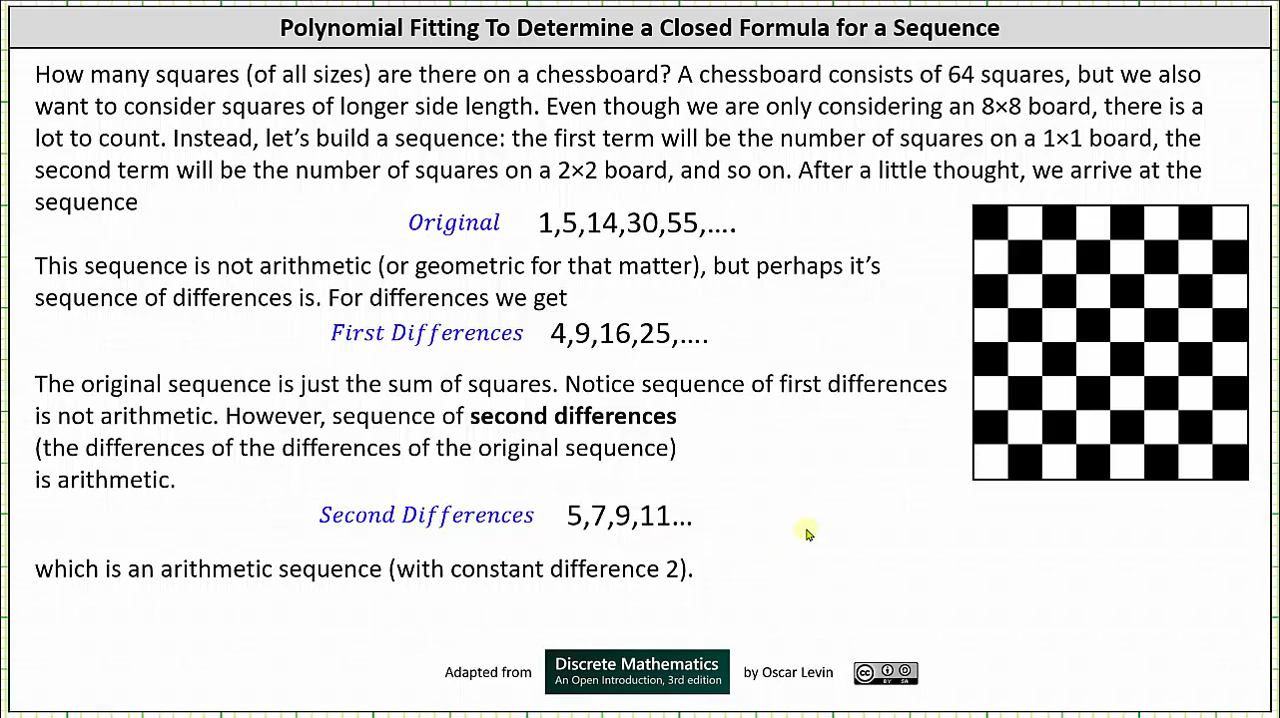 Polynomial Fitting To Determine a Closed Formula for a Sequence
How many squares (of all sizes) are there on a chessboard? A chessboard consists of 64 squares, but we also
want to consider squares of longer side length. Even though we are only considering an 8×8 board, there is a
lot to count. Instead, let's build a sequence: the first term will be the number of squares on a 1×1 board, the
second term will be the number of squares on a 2×2 board, and so on. After a little thought, we arrive at the
sequence
Original 1,5,14,30,55,….
This sequence is not arithmetic (or geometric for that matter), but perhaps it's
sequence of differences is. For differences we get
First Differences 4,9,16,25,….
The original sequence is just the sum of squares. Notice sequence of first differences
is not arithmetic. However, sequence of second differences
(the differences of the differences of the original sequence)
is arithmetic.
Second Differences 5,7,9,11…
which is an arithmetic sequence (with constant difference 2).
Adapted from Discrete Mathematics by Oscar Levin
An Open Introduction, 3rd edition
cc BY SA